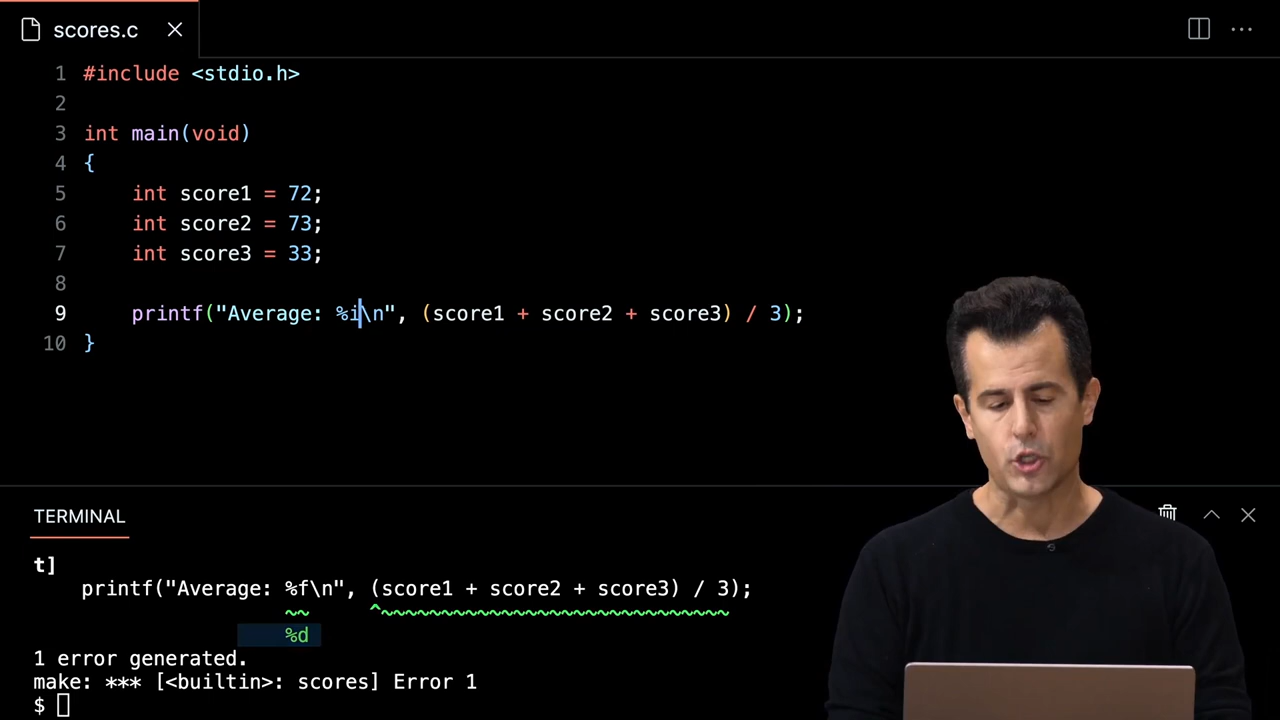 scores.c
1 #include <stdio.h>
2
3 int main(void)
4 {
5     int score1 = 72;
6     int score2 = 73;
7     int score3 = 33;
8
9     printf("Average: %i\n", (score1 + score2 + score3) / 3);
10 }
TERMINAL
t]
    printf("Average: %f\n", (score1 + score2 + score3) / 3);
                     ~~     ^~~~~~~~~~~~~~~~~~~~~~~~~~~~~~
                     %d
1 error generated.
make: *** [<builtin>: scores] Error 1
$